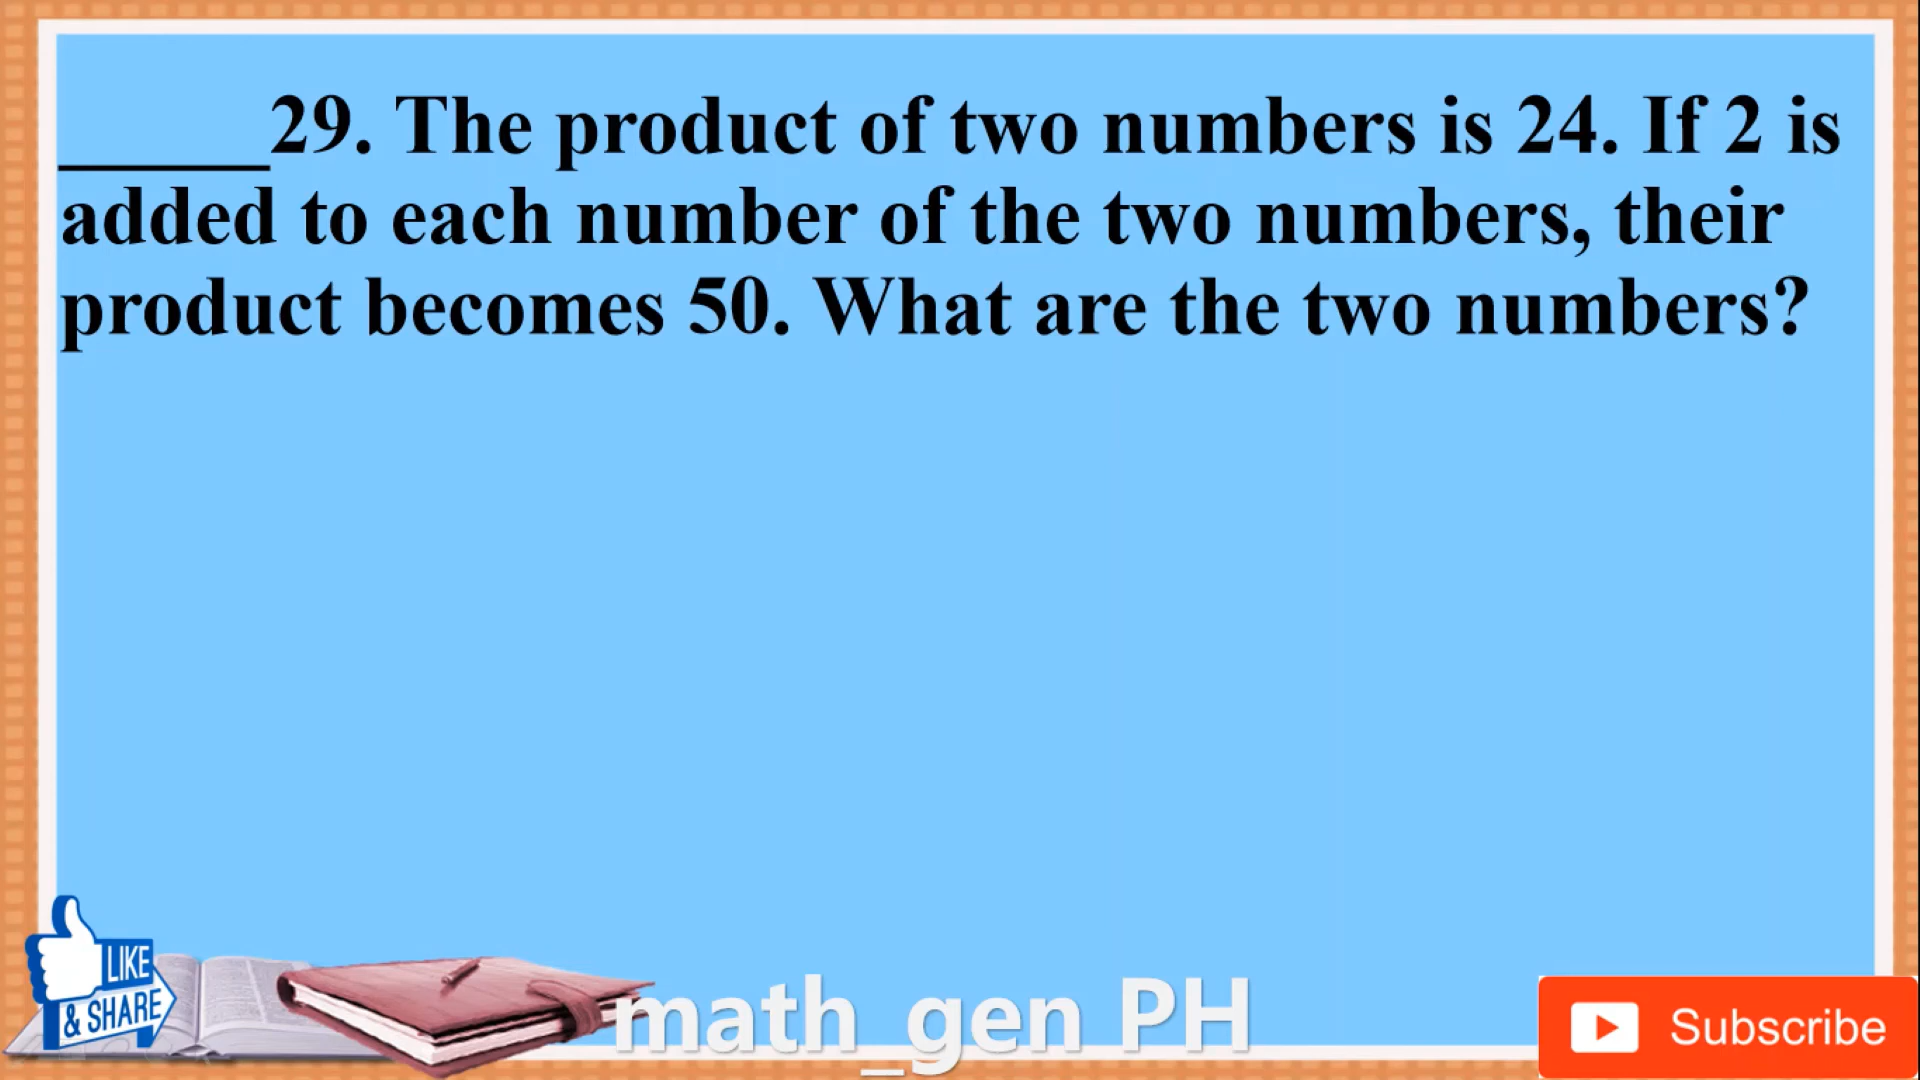 _____29. The product of two numbers is 24. If 2 is
added to each number of the two numbers, their
product becomes 50. What are the two numbers?
LIKE
& SHARE
math_gen PH
Subscribe